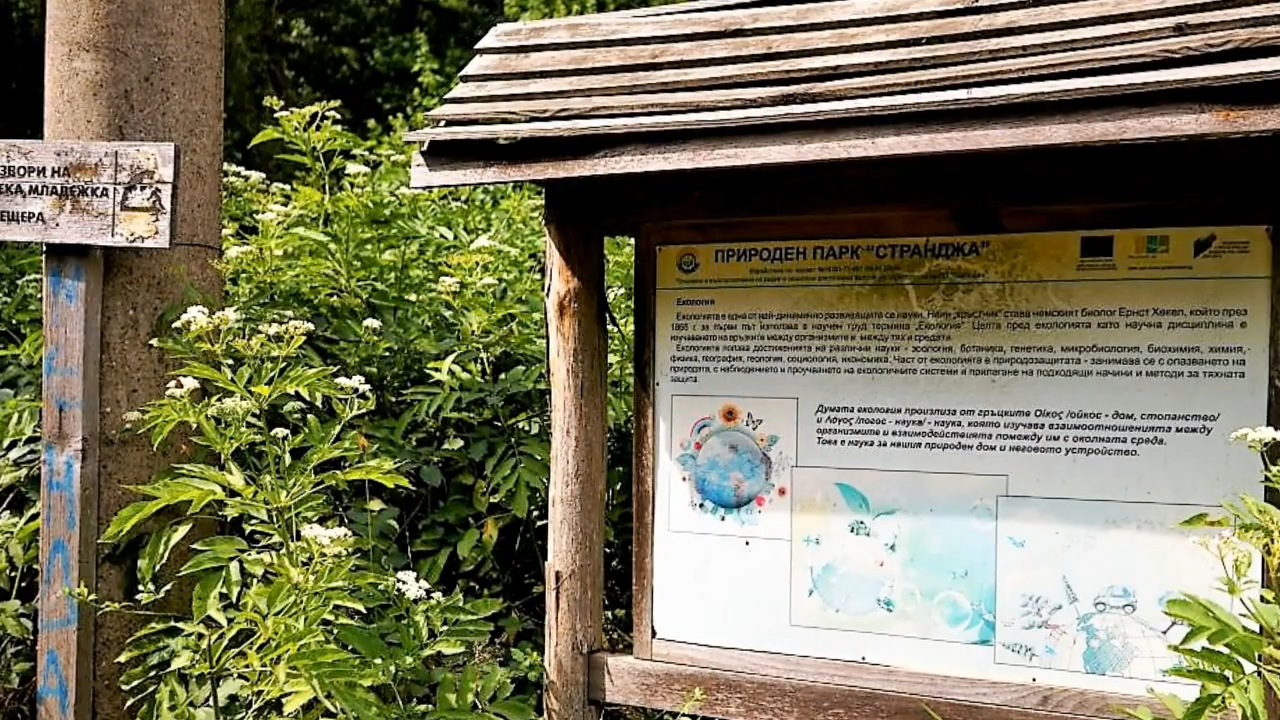 ЗВОРИ НА
ЕКА МЛАДЕЖКА
ЕЩЕРА
ПРИРОДЕН ПАРК "СТРАНДЖА"
Екология
Екологията е една от най-динамично развиващите се науки. Неин „кръстник" става немският биолог Ернст Хекел, който през
1866 г. за първи път използва в научен труд термина „Екология". Целта пред екологията като научна дисциплина е
изучаването на връзките между организмите и между тях и средата.
Екологията ползва достиженията на различни науки - зоология, ботаника, генетика, микробиология, биохимия, химия,
физика, география, геология, социология, икономика. Част от екологията е природозащитата - занимава се с опазването на
природата, с наблюдението и проучването на екологичните системи и прилагане на подходящи начини и методи за тяхната
защита.
Думата екология произлиза от гръцките Οίκος /ойкос - дом, стопанство/
и Λόγος /логос - наука/ - наука, която изучава взаимоотношенията между
организмите и взаимодействията помежду им с околната среда.
Това е наука за нашия природен дом и неговото устройство.